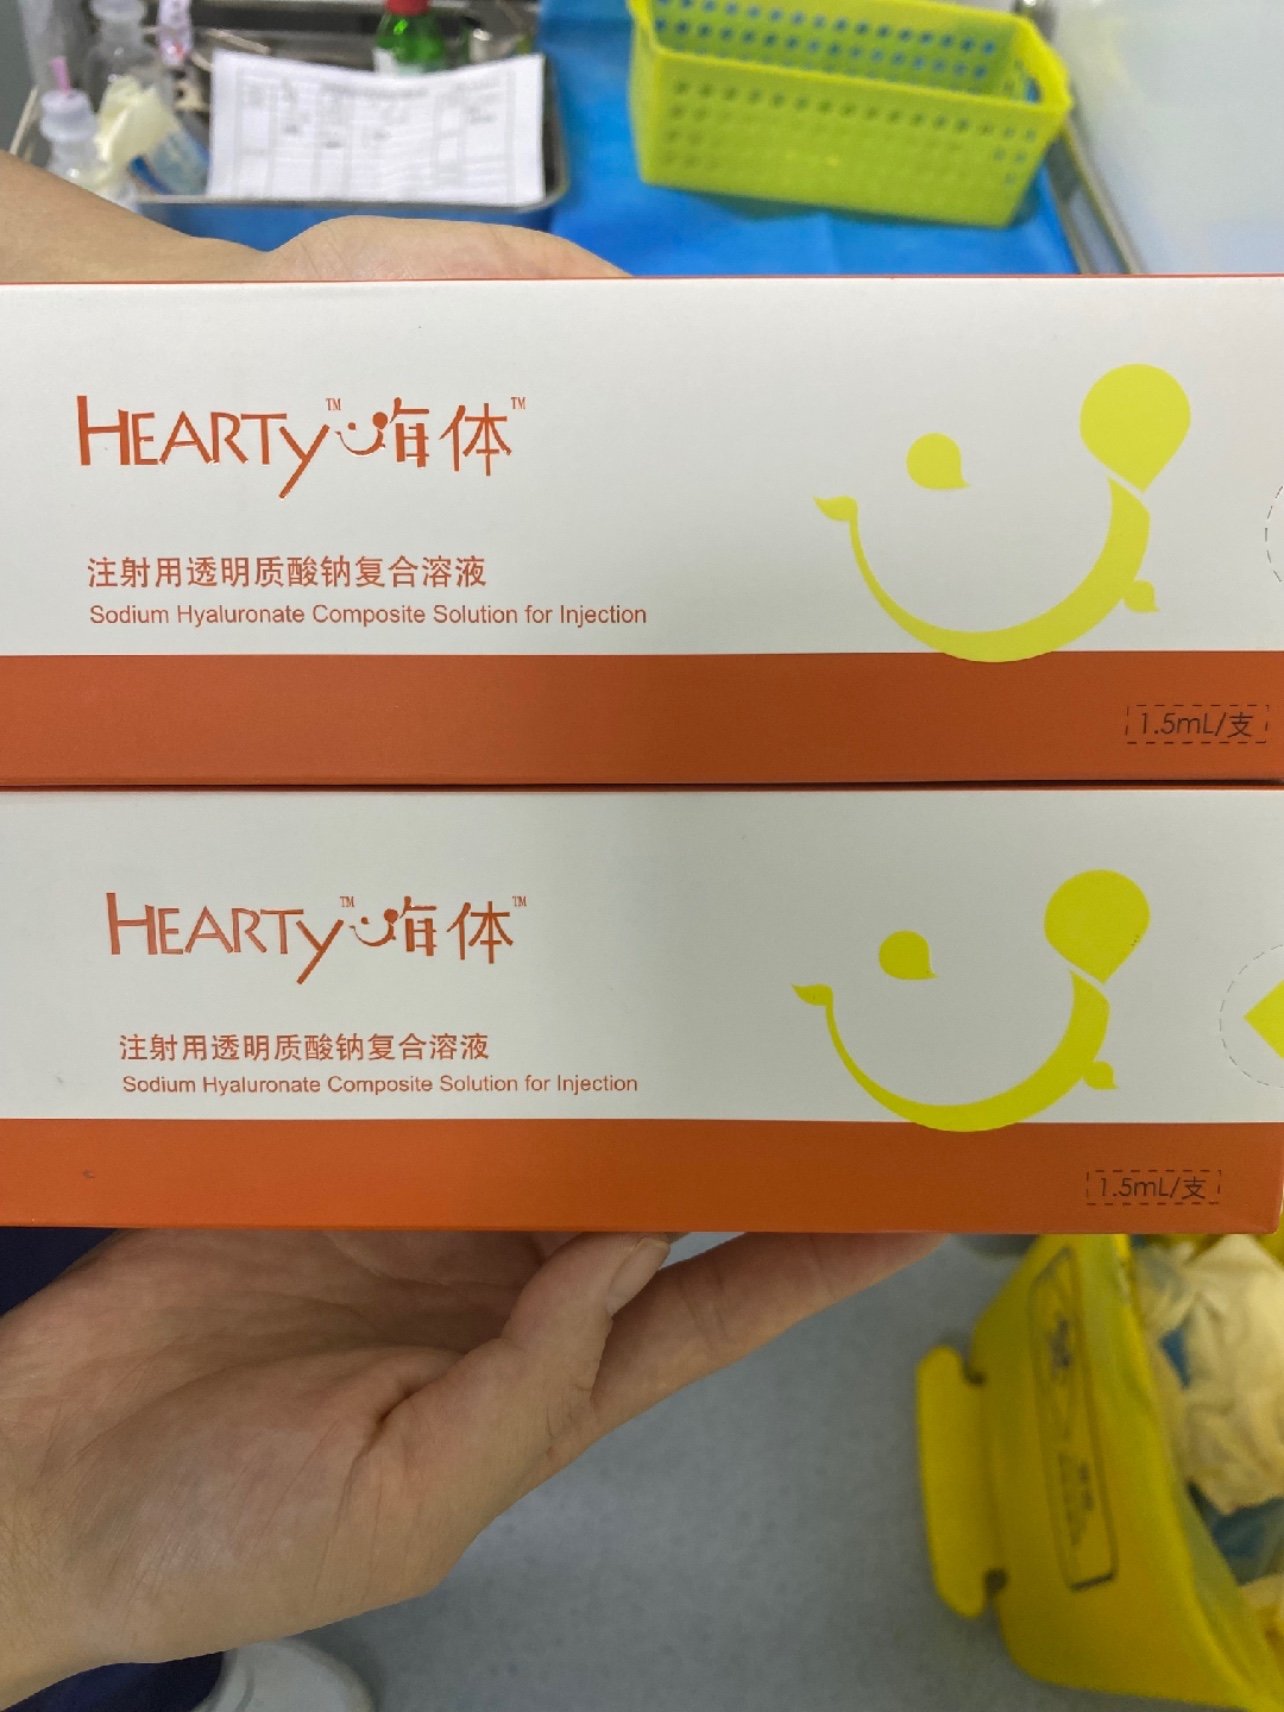 HEARTY™嗨体™
注射用透明质酸钠复合溶液
Sodium Hyaluronate Composite Solution for Injection
1.5mL/支
HEARTY™嗨体™
注射用透明质酸钠复合溶液
Sodium Hyaluronate Composite Solution for Injection
1.5mL/支